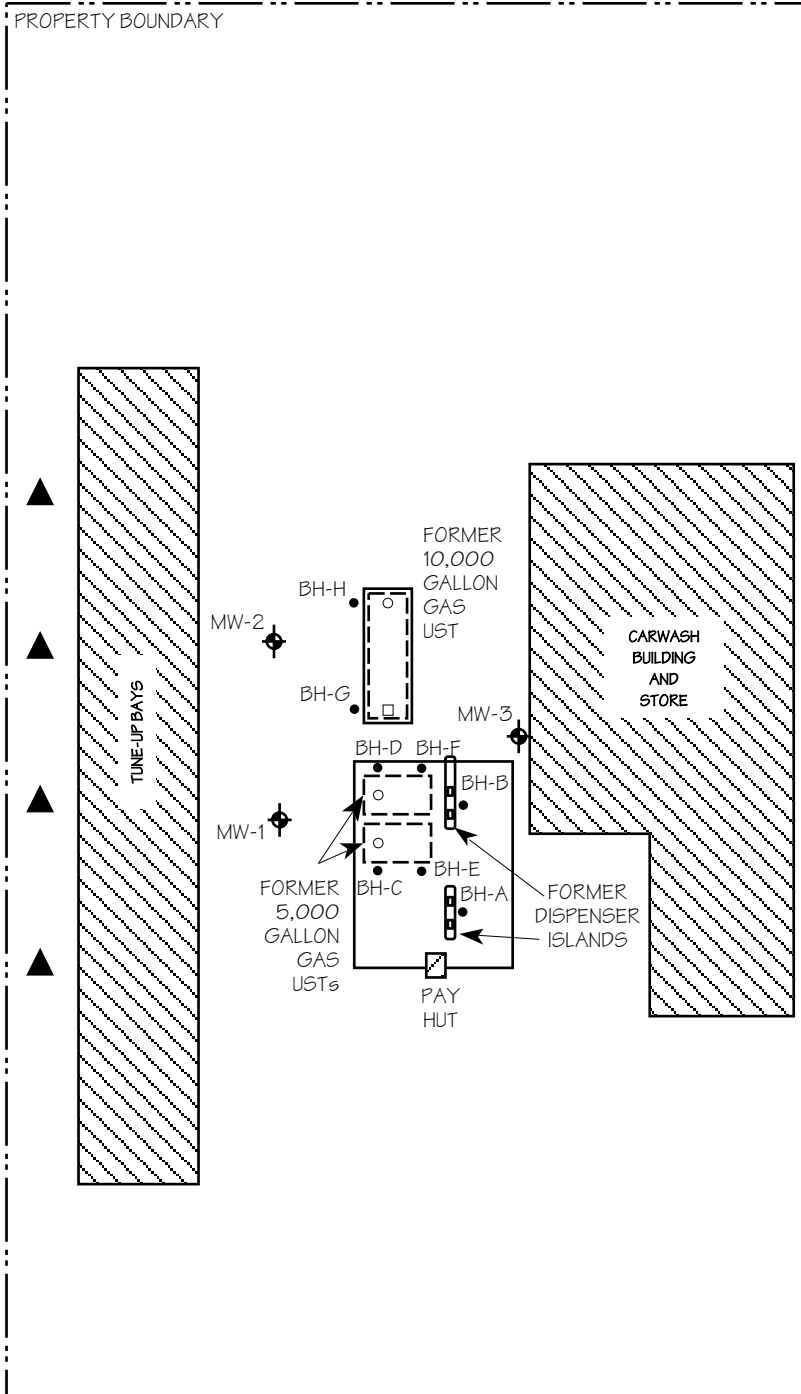 PROPERTY BOUNDARY
FORMER
10,000
GALLON
GAS
UST
BH-H
MW-2
BH-G
MW-3
CARWASH
BUILDING
AND
STORE
TUNE-UP BAYS
BH-D
BH-F
BH-B
MW-1
BH-E
BH-C
BH-A
FORMER
5,000
GALLON
GAS
USTs
FORMER
DISPENSER
ISLANDS
PAY
HUT